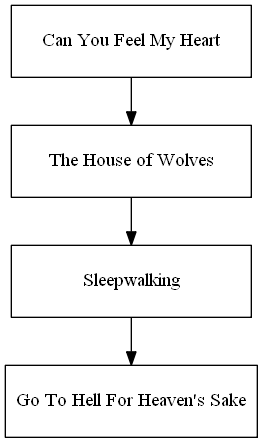 Can You Feel My Heart
The House of Wolves
Sleepwalking
Go To Hell For Heaven's Sake